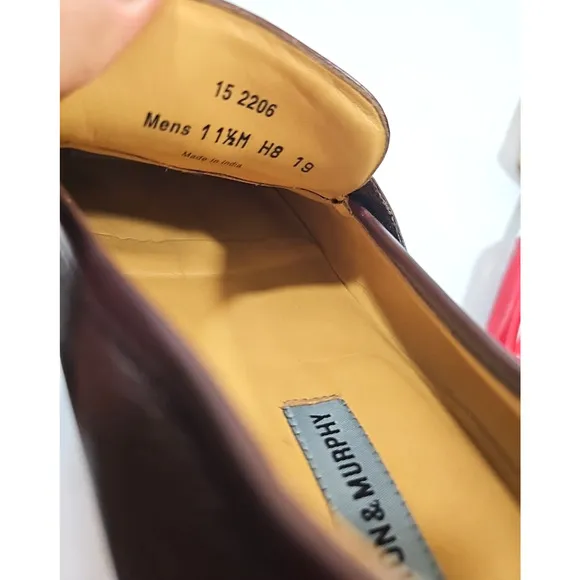 15 2206
Mens 11½M H8 19
Made in India
ON & MURPHY